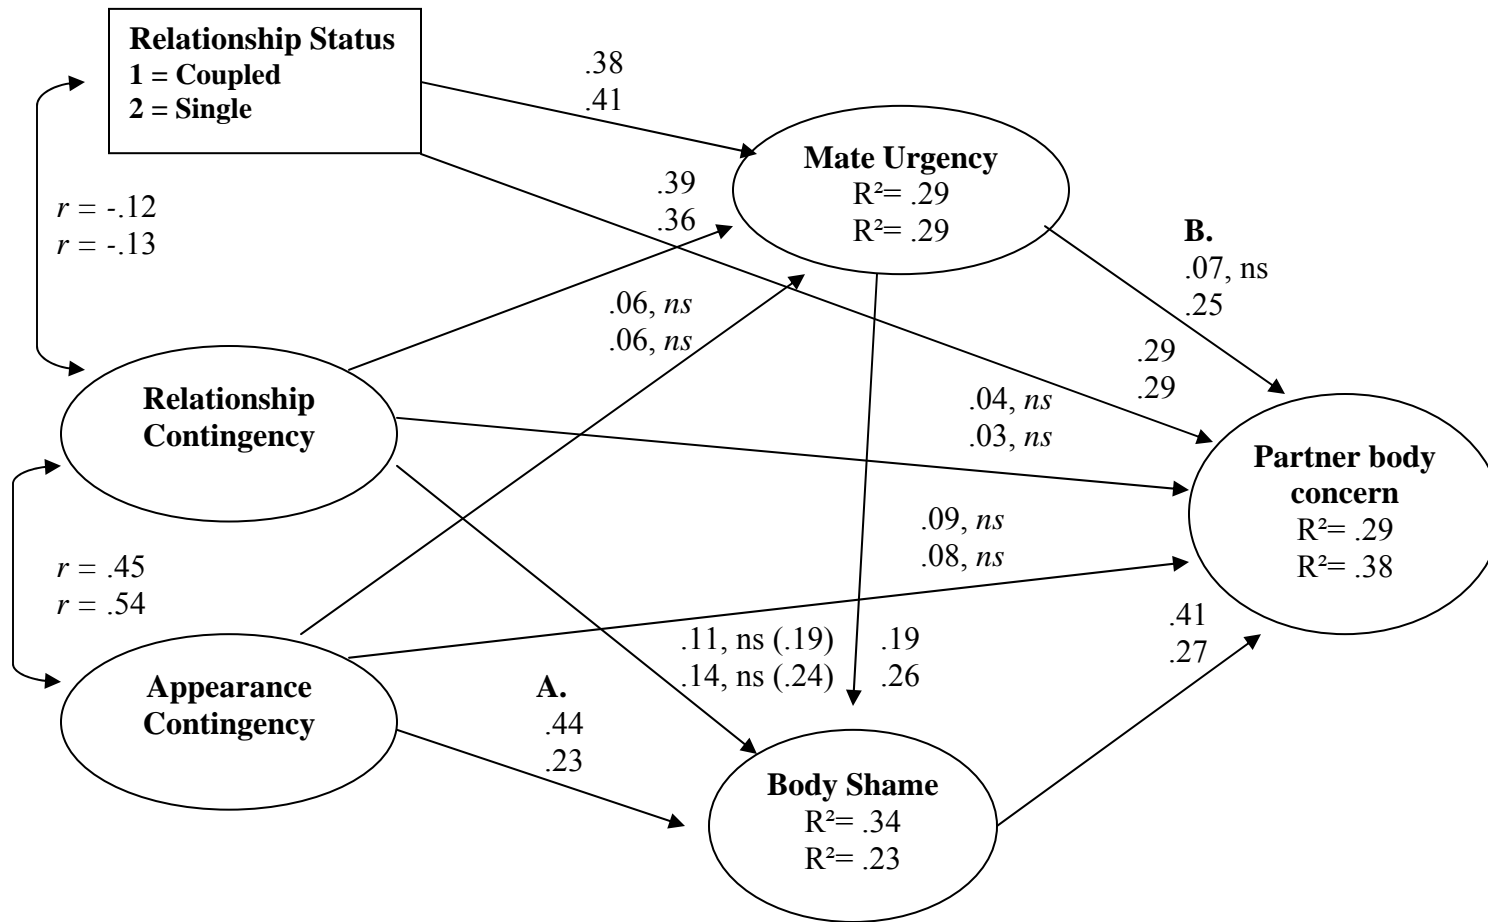 Relationship Status
1 = Coupled
2 = Single
.38
.41
Mate Urgency
R²= .29
R²= .29
r = -.12
r = -.13
.39
.36
B.
.07, ns
.25
.06, ns
.06, ns
.29
.29
Relationship
Contingency
.04, ns
.03, ns
Partner body
concern
R²= .29
R²= .38
.09, ns
.08, ns
r = .45
r = .54
.11, ns (.19)
.14, ns (.24)
.19
.26
.41
.27
Appearance
Contingency
A.
.44
.23
Body Shame
R²= .34
R²= .23